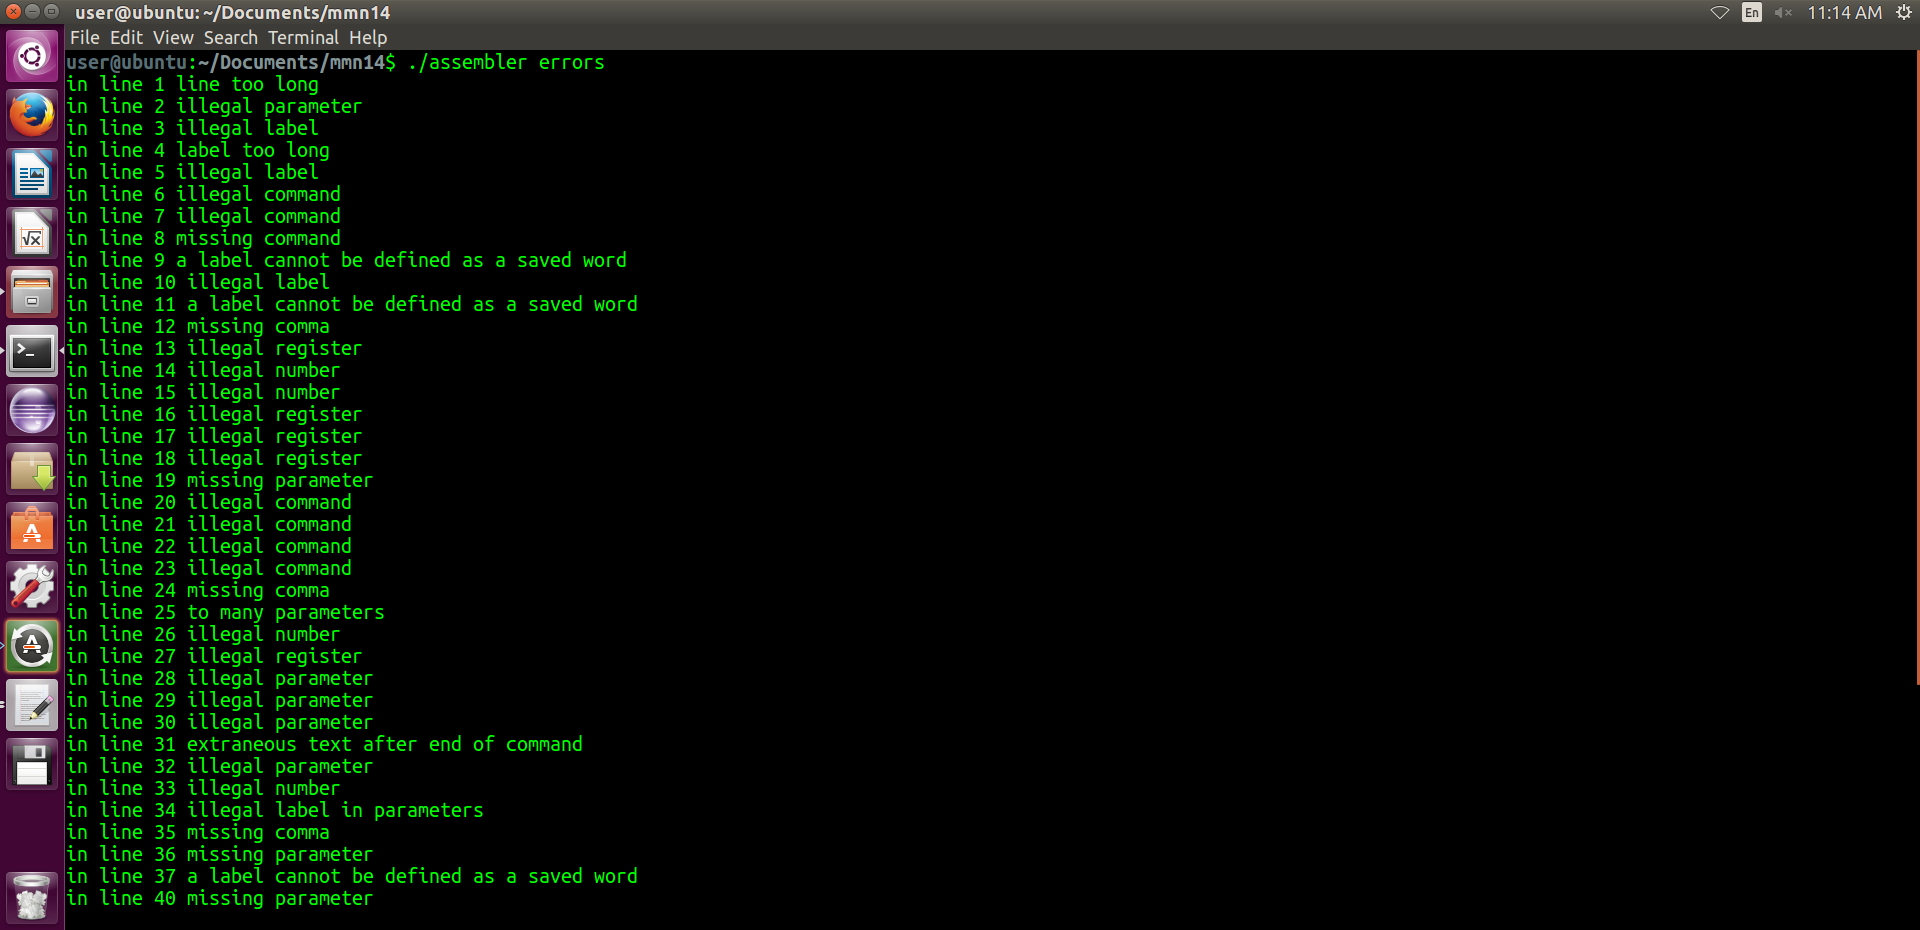 user@ubuntu: ~/Documents/mmn14
En
11:14 AM
File Edit View Search Terminal Help
user@ubuntu:~/Documents/mmn14$ ./assembler errors
in line 1 line too long
in line 2 illegal parameter
in line 3 illegal label
in line 4 label too long
in line 5 illegal label
in line 6 illegal command
in line 7 illegal command
in line 8 missing command
in line 9 a label cannot be defined as a saved word
in line 10 illegal label
in line 11 a label cannot be defined as a saved word
in line 12 missing comma
in line 13 illegal register
in line 14 illegal number
in line 15 illegal number
in line 16 illegal register
in line 17 illegal register
in line 18 illegal register
in line 19 missing parameter
in line 20 illegal command
in line 21 illegal command
in line 22 illegal command
in line 23 illegal command
in line 24 missing comma
in line 25 to many parameters
in line 26 illegal number
in line 27 illegal register
in line 28 illegal parameter
in line 29 illegal parameter
in line 30 illegal parameter
in line 31 extraneous text after end of command
in line 32 illegal parameter
in line 33 illegal number
in line 34 illegal label in parameters
in line 35 missing comma
in line 36 missing parameter
in line 37 a label cannot be defined as a saved word
in line 40 missing parameter